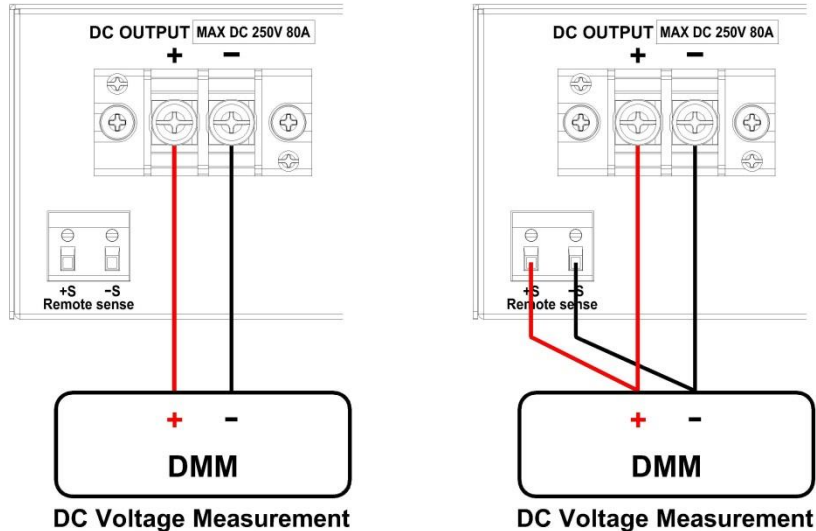 DC OUTPUT MAX DC 250V 80A
+ −
+S −S
Remote sense
+ −
DMM
DC Voltage Measurement
DC OUTPUT MAX DC 250V 80A
+ −
+S −S
Remote sense
+ −
DMM
DC Voltage Measurement